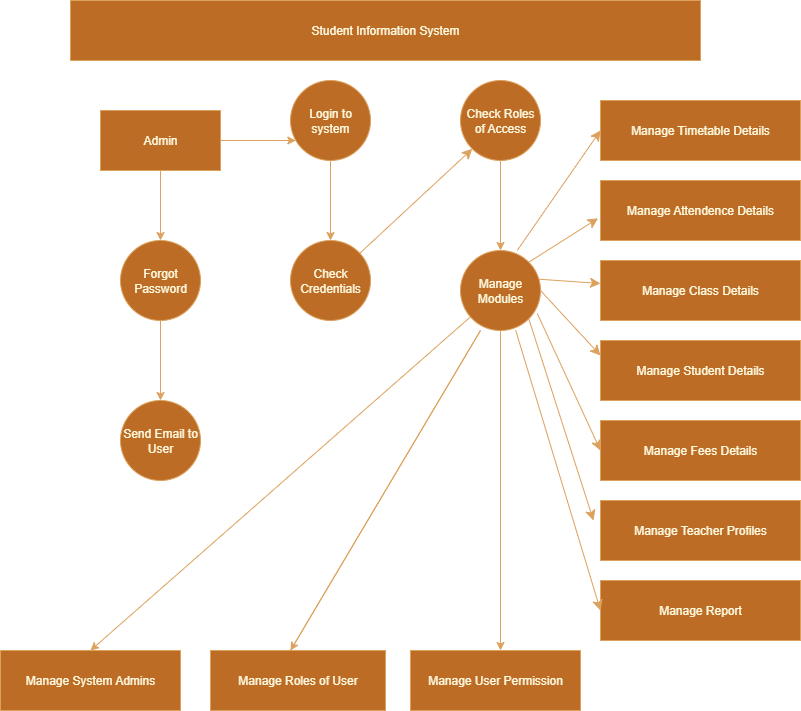 Student Information System
Admin
Login to
system
Check Roles
of Access
Manage Timetable Details
Manage Attendence Details
Forgot
Password
Check
Credentials
Manage
Modules
Manage Class Details
Manage Student Details
Send Email to
User
Manage Fees Details
Manage Teacher Profiles
Manage Report
Manage System Admins
Manage Roles of User
Manage User Permission